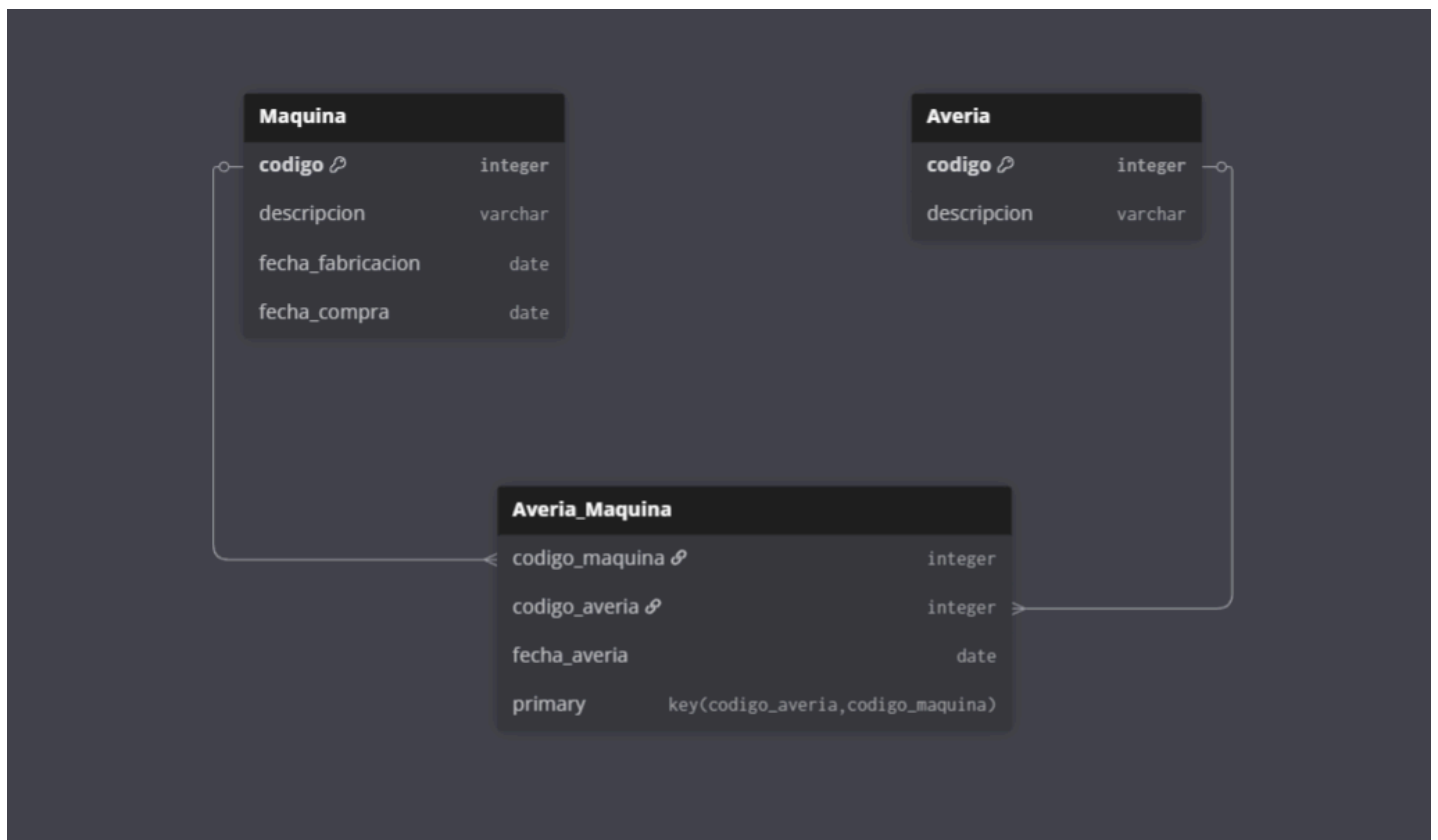 Maquina
codigo integer
descripcion varchar
fecha_fabricacion date
fecha_compra date
Averia
codigo integer
descripcion varchar
Averia_Maquina
codigo_maquina integer
codigo_averia integer
fecha_averia date
primary key(codigo_averia,codigo_maquina)